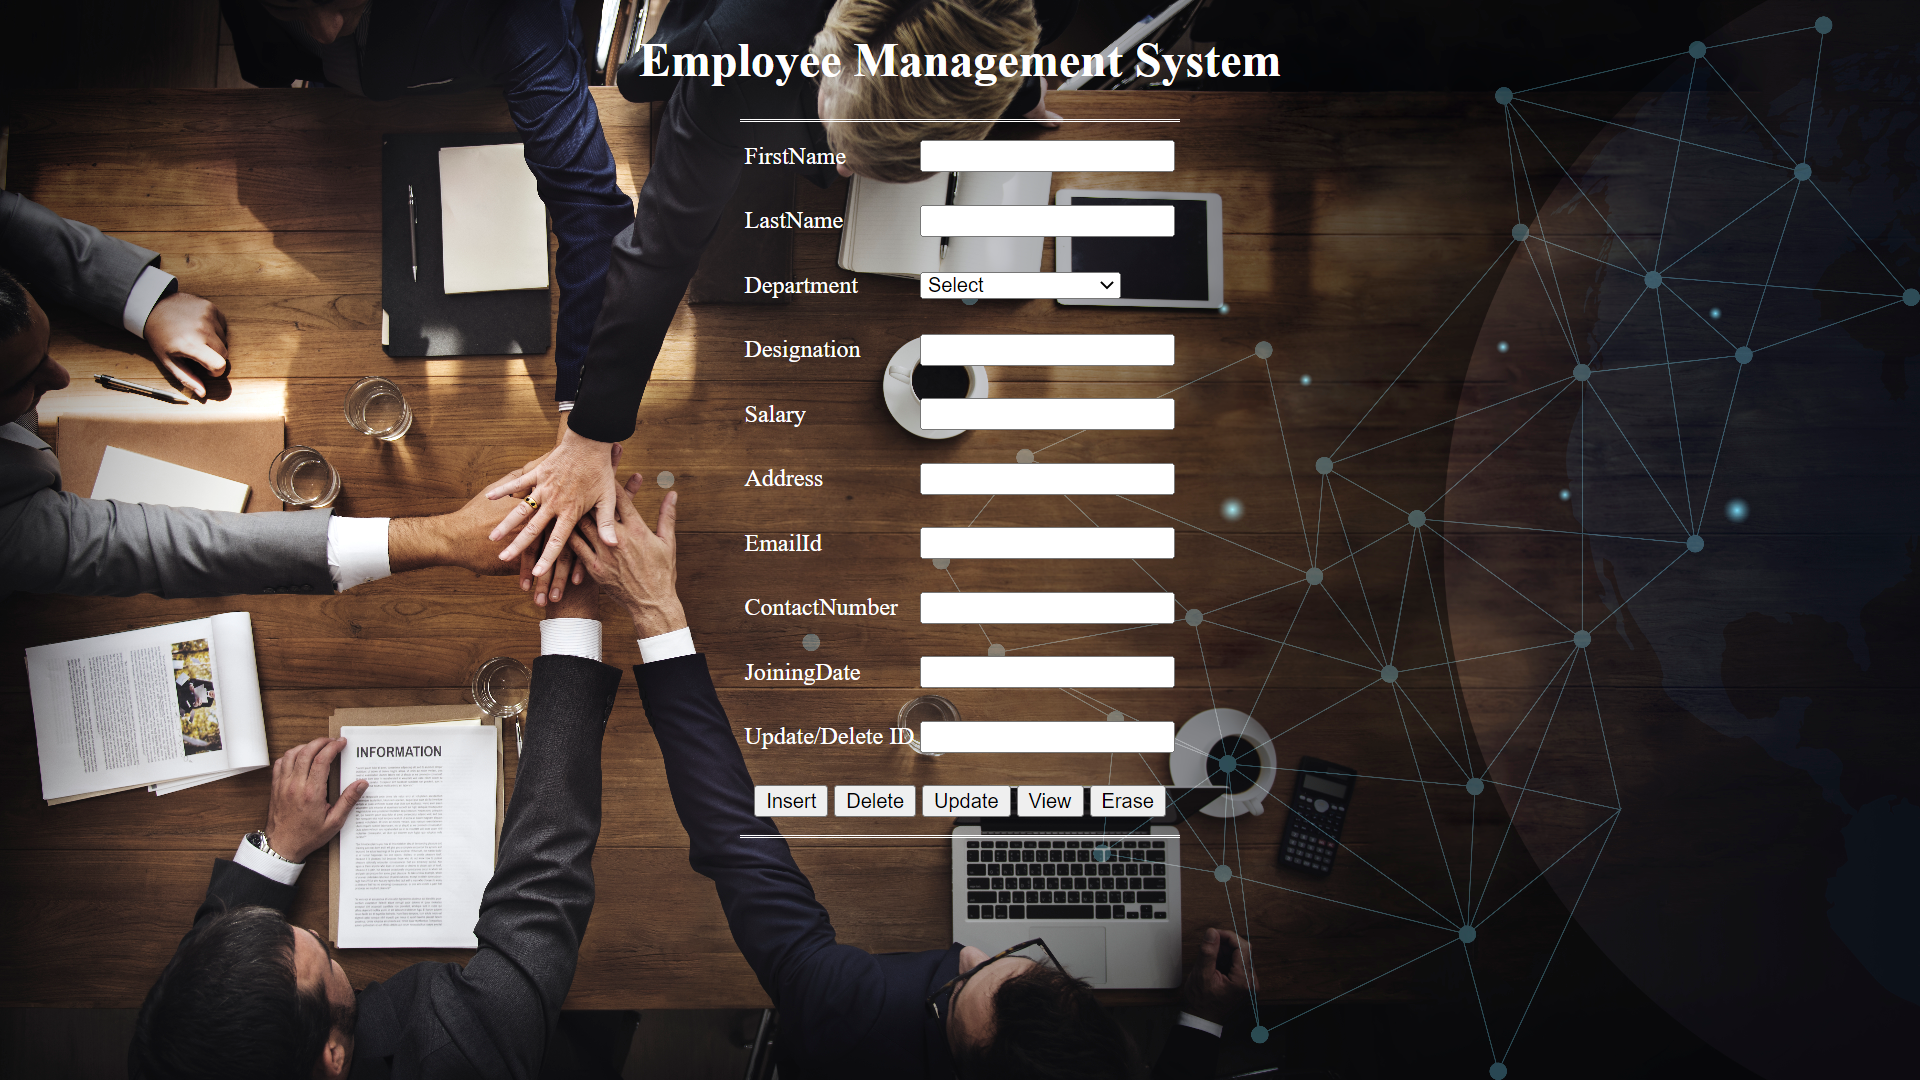 Employee Management System
FirstName
LastName
Department Select
Designation
Salary
Address
EmailId
ContactNumber
JoiningDate
Update/Delete ID
Insert Delete Update View Erase
INFORMATION